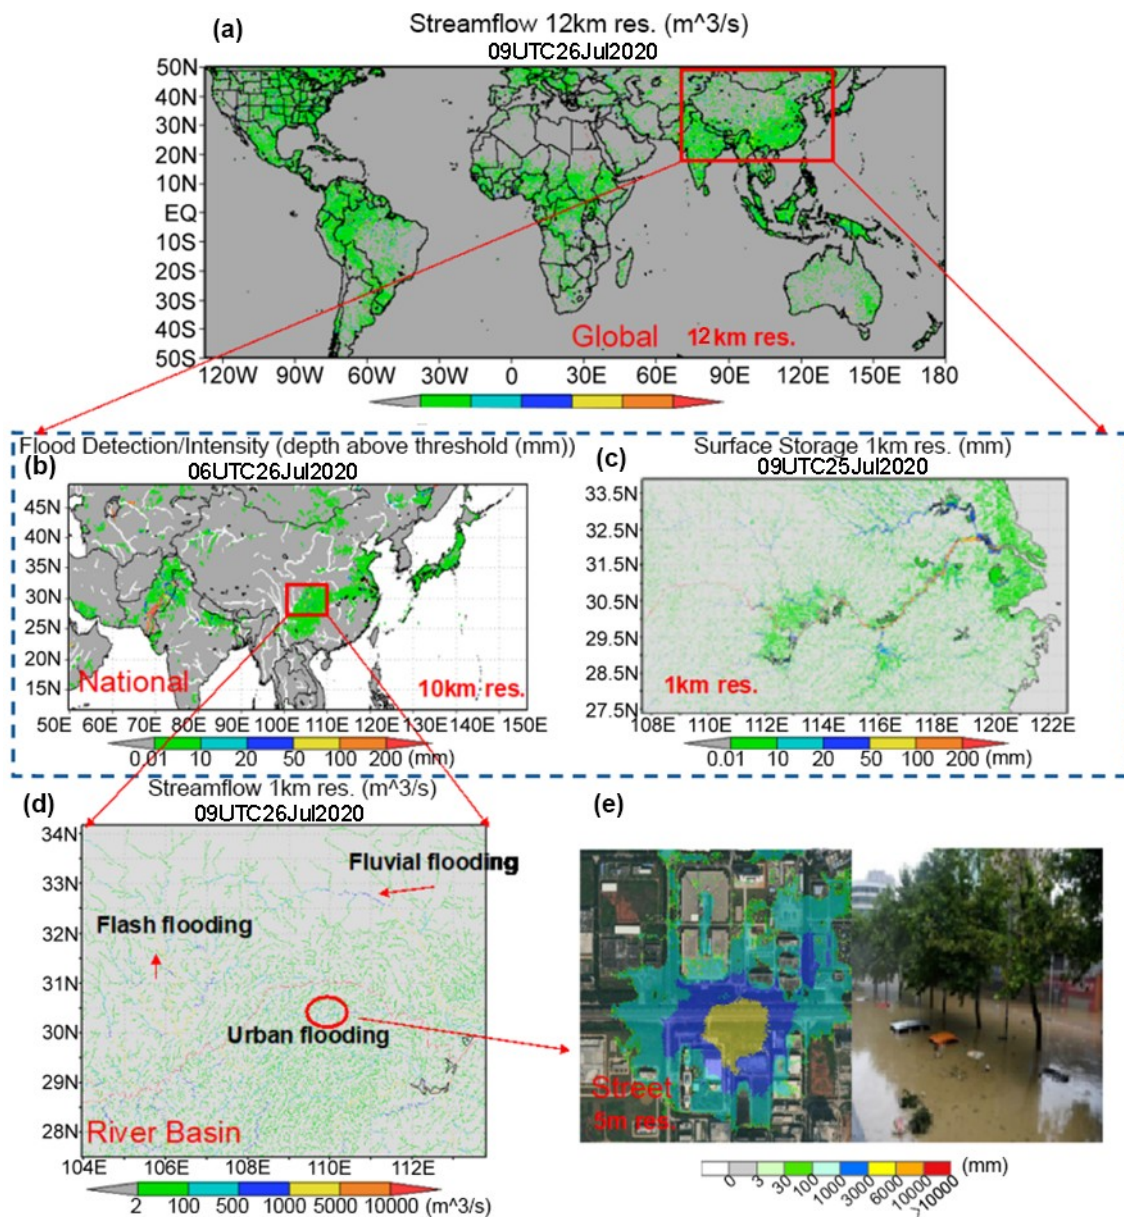 (a)
Streamflow 12km res. (m^3/s)
09UTC26Jul2020
50N
40N
30N
20N
10N
EQ
10S
20S
30S
40S
50S
Global 12km res.
120W 90W 60W 30W 0 30E 60E 90E 120E 150E 180
Flood Detection/Intensity (depth above threshold (mm))
(b)
06UTC26Jul2020
45N
40N
35N
30N
25N
20N
15N
National
10km res.
50E 60E 70E 80E 90E 100E 110E 120E 130E 140E 150E
0.01 10 20 50 100 200 (mm)
Surface Storage 1km res. (mm)
(c)
09UTC25Jul2020
33.5N
32.5N
31.5N
30.5N
29.5N
28.5N
27.5N
1km res.
108E 110E 112E 114E 116E 118E 120E 122E
0.01 10 20 50 100 200 (mm)
Streamflow 1km res. (m^3/s)
(d)
09UTC26Jul2020
34N
33N
32N
31N
30N
29N
28N
Fluvial flooding
Flash flooding
Urban flooding
River Basin
104E 106E 108E 110E 112E
2 100 500 1000 5000 10000 (m^3/s)
(e)
Street
5m res.
0 3 30 100 1000 3000 6000 10000 >10000 (mm)